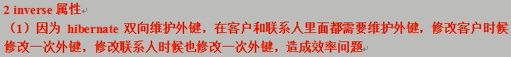 2 inverse 属性
（1）因为 hibernate 双向维护外键，在客户和联系人里面都需要维护外键，修改客户时候
修改一次外键，修改联系人时候也修改一次外键，造成效率问题